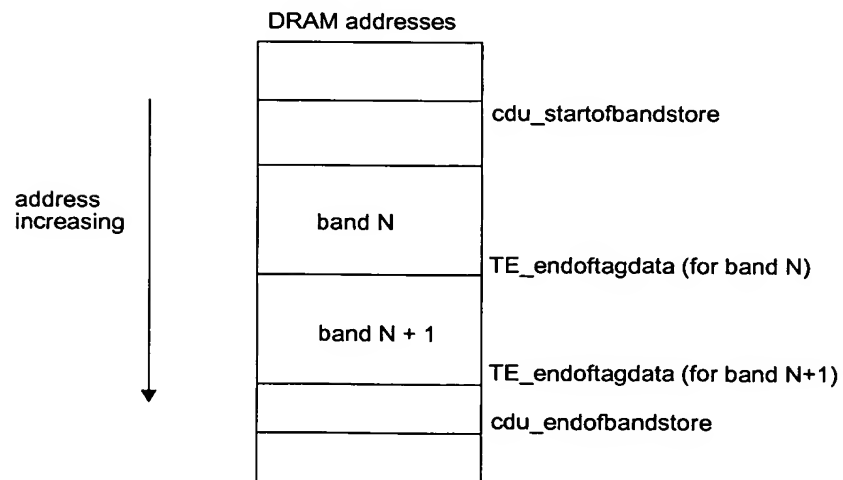 DRAM addresses
cdu_startofbandstore
address
increasing
band N
TE_endoftagdata (for band N)
band N + 1
TE_endoftagdata (for band N+1)
cdu_endofbandstore